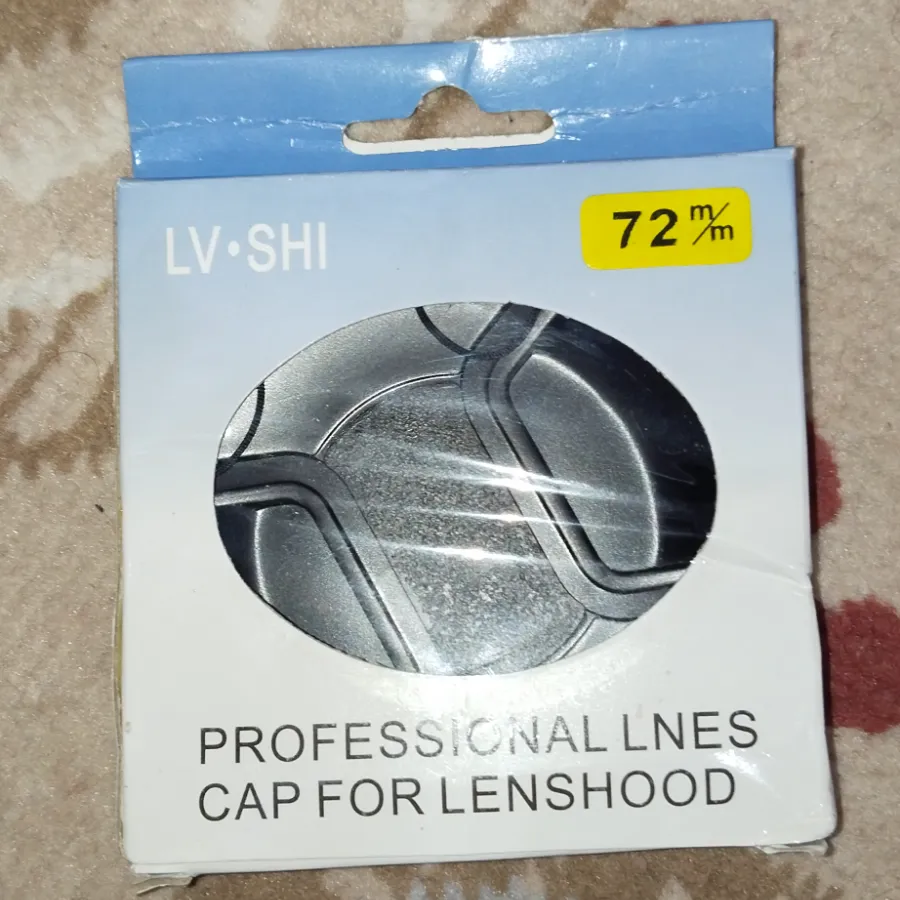 LV•SHI
72 m/m
PROFESSIONAL LNES
CAP FOR LENSHOOD